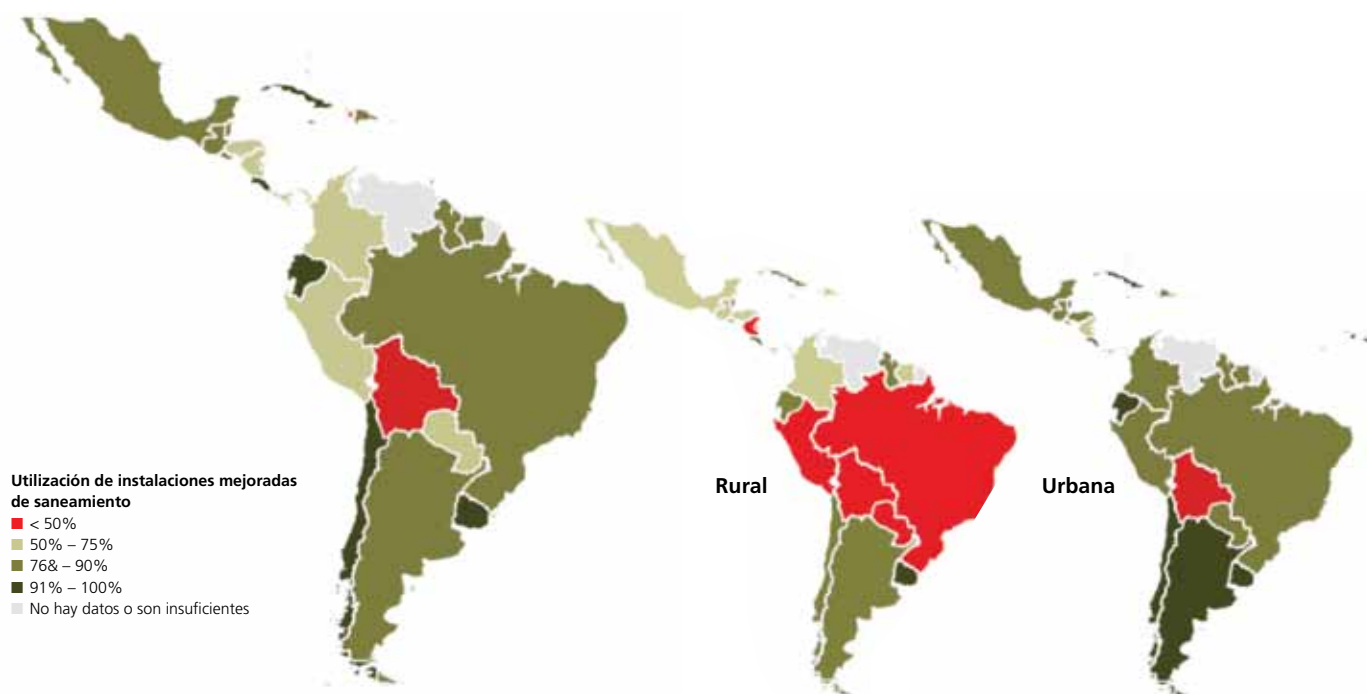 Utilización de instalaciones mejoradas
de saneamiento
< 50%
50% – 75%
76& – 90%
91% – 100%
No hay datos o son insuficientes
Rural
Urbana